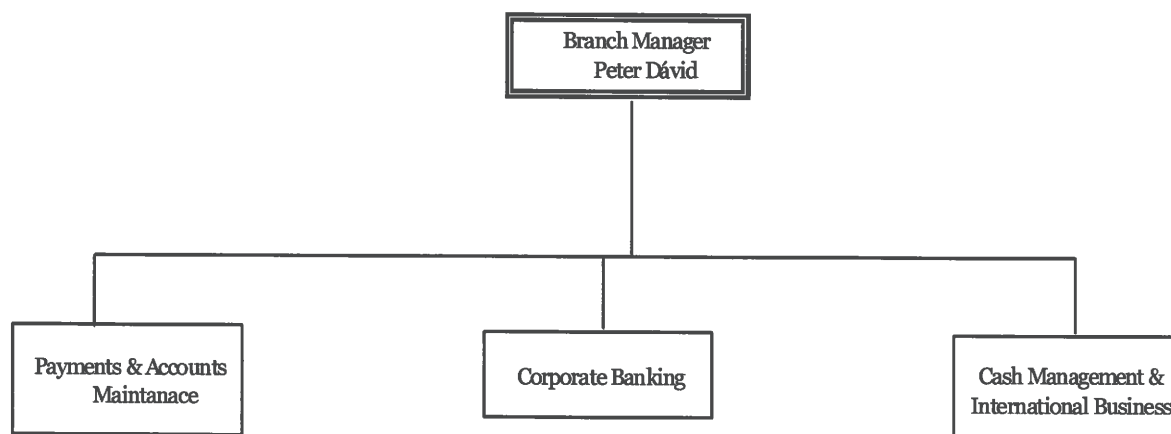 Branch Manager
Peter Dávid
Payments & Accounts
Maintanace
Corporate Banking
Cash Management &
International Business